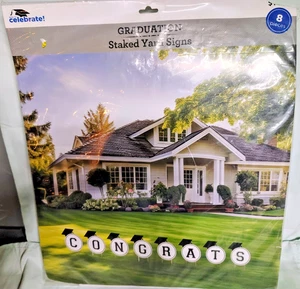 celebrate!
GRADUATION
Staked Yard Signs
8
CONGRATS